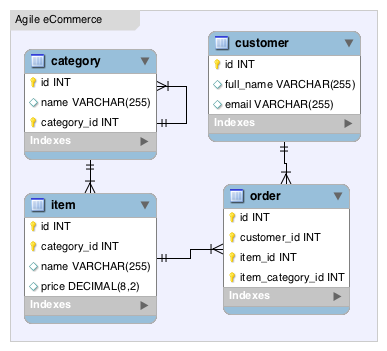 Agile eCommerce
category
id INT
name VARCHAR(255)
category_id INT
Indexes
customer
id INT
full_name VARCHAR(255)
email VARCHAR(255)
Indexes
item
id INT
category_id INT
name VARCHAR(255)
price DECIMAL(8,2)
Indexes
order
id INT
customer_id INT
item_id INT
item_category_id INT
Indexes